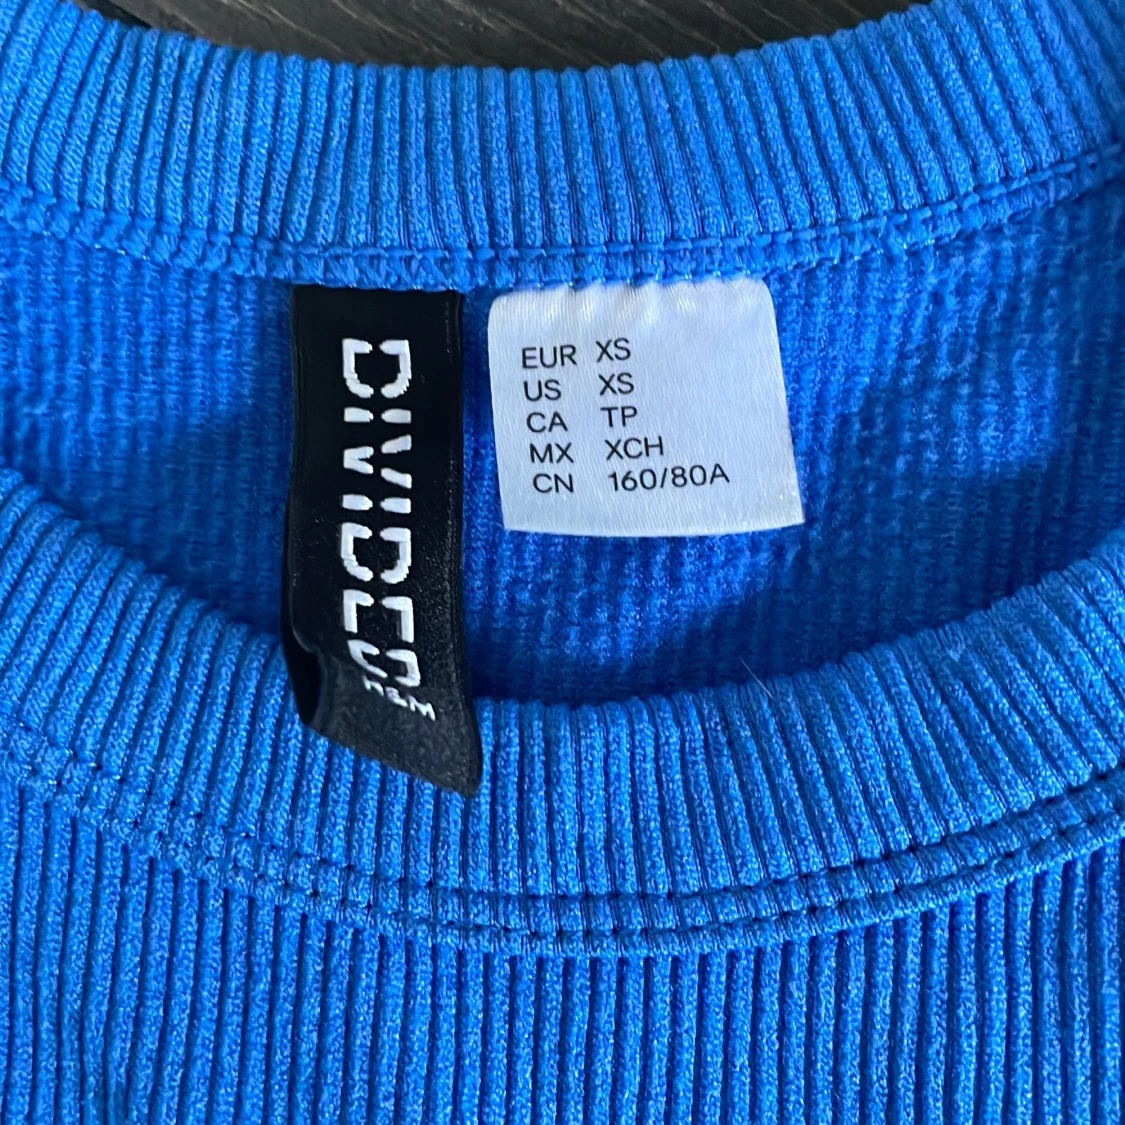 DIVIDED
H&M
EUR XS
US XS
CA TP
MX XCH
CN 160/80A